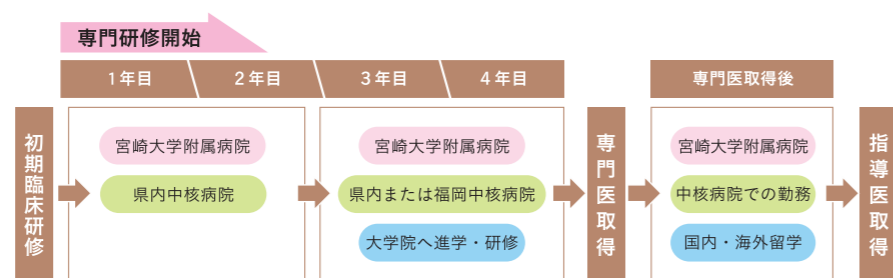 専門研修開始
1年目
2年目
3年目
4年目
専門医取得後
初期臨床研修
宮崎大学附属病院
県内中核病院
宮崎大学附属病院
県内または福岡中核病院
大学院へ進学・研修
専門医取得
宮崎大学附属病院
中核病院での勤務
国内・海外留学
指導医取得